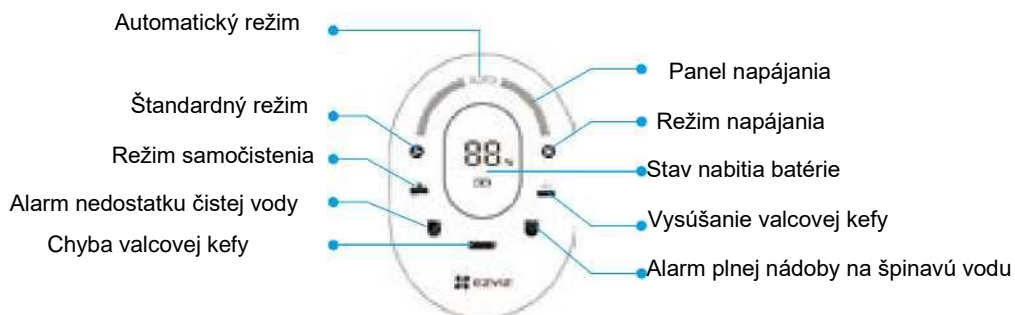 Automatický režim
Panel napájania
AUTO
Štandardný režim
Režim napájania
Režim samočistenia
88%
Stav nabitia batérie
Alarm nedostatku čistej vody
Vysúšanie valcovej kefy
Chyba valcovej kefy
Alarm plnej nádoby na špinavú vodu
EZVIZ